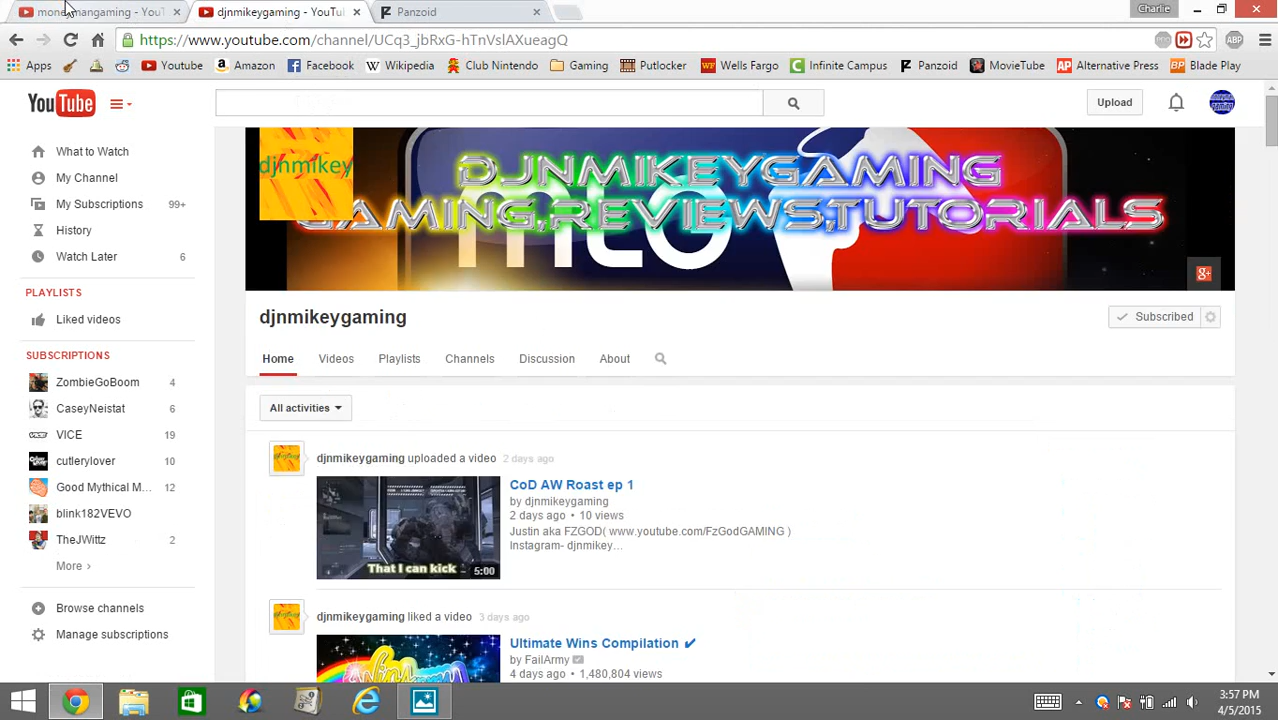 gaming - YouT
djnmikeygaming - YouTu
Panzoid
Charlie
https://www.youtube.com/channel/UCq3_jbRxG-hTnVslAXueagQ
ABP
Apps
Youtube
Amazon
Facebook
Wikipedia
Club Nintendo
Gaming
Putlocker
Wells Fargo
Infinite Campus
Panzoid
MovieTube
Alternative Press
Blade Play
YouTube
Upload
What to Watch
My Channel
My Subscriptions 99+
History
Watch Later 6
PLAYLISTS
Liked videos
SUBSCRIPTIONS
ZombieGoBoom 4
CaseyNeistat 6
VICE 19
cutlerylover 10
Good Mythical M... 12
blink182VEVO
TheJWittz 2
More ›
Browse channels
Manage subscriptions
djnmikey
DJNMIKEYGAMING
GAMING,REVIEWS,TUTORIALS
MLG
g+
djnmikeygaming
Subscribed
Home
Videos
Playlists
Channels
Discussion
About
All activities
djnmikeygaming uploaded a video 2 days ago
That I can kick
5:00
CoD AW Roast ep 1
by djnmikeygaming
2 days ago • 10 views
Justin aka FZGOD( www.youtube.com/FzGodGAMING )
Instagram- djnmikey...
djnmikeygaming liked a video 3 days ago
Ultimate Wins Compilation ✔
by FailArmy
4 days ago • 1,480,804 views
3:57 PM
4/5/2015